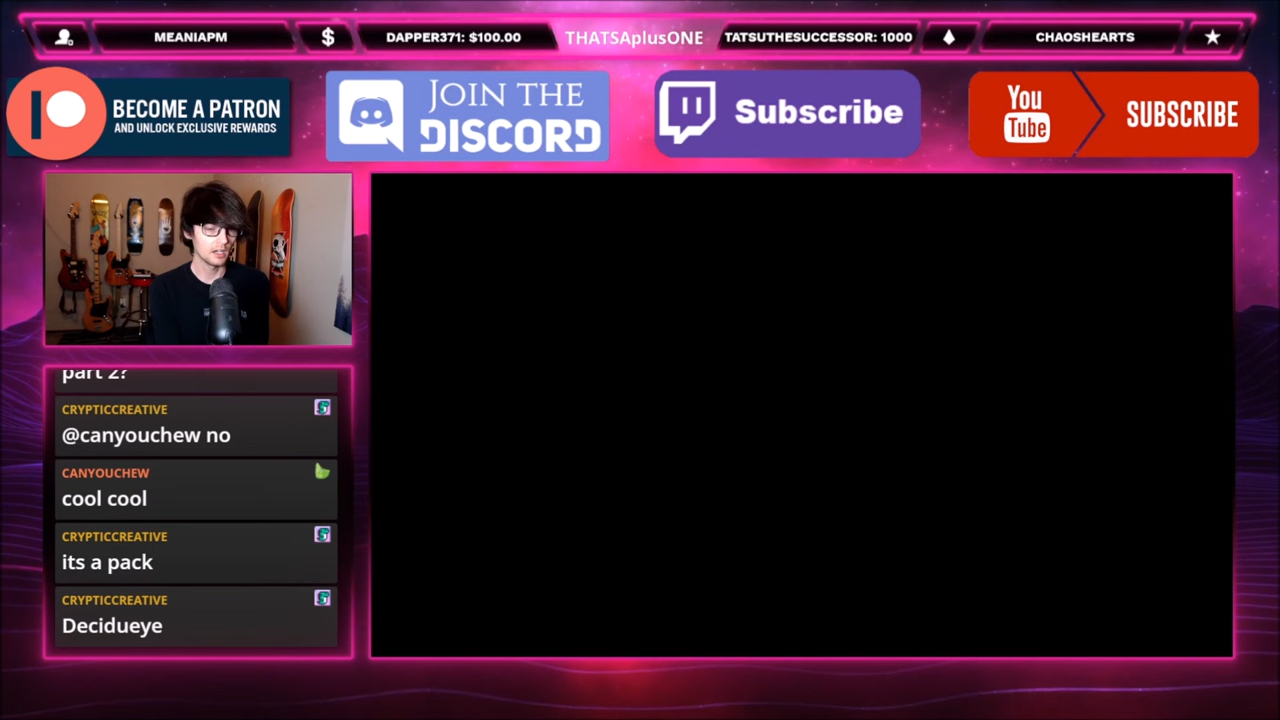 MEANIAPM
$
DAPPER371: $100.00
THATSAplusONE
TATSUTHESUCCESSOR: 1000
CHAOSHEARTS
BECOME A PATRON
AND UNLOCK EXCLUSIVE REWARDS
JOIN THE
DISCORD
Subscribe
You
Tube
SUBSCRIBE
part 2?
CRYPTICCREATIVE
@canyouchew no
CANYOUCHEW
cool cool
CRYPTICCREATIVE
its a pack
CRYPTICCREATIVE
Decidueye